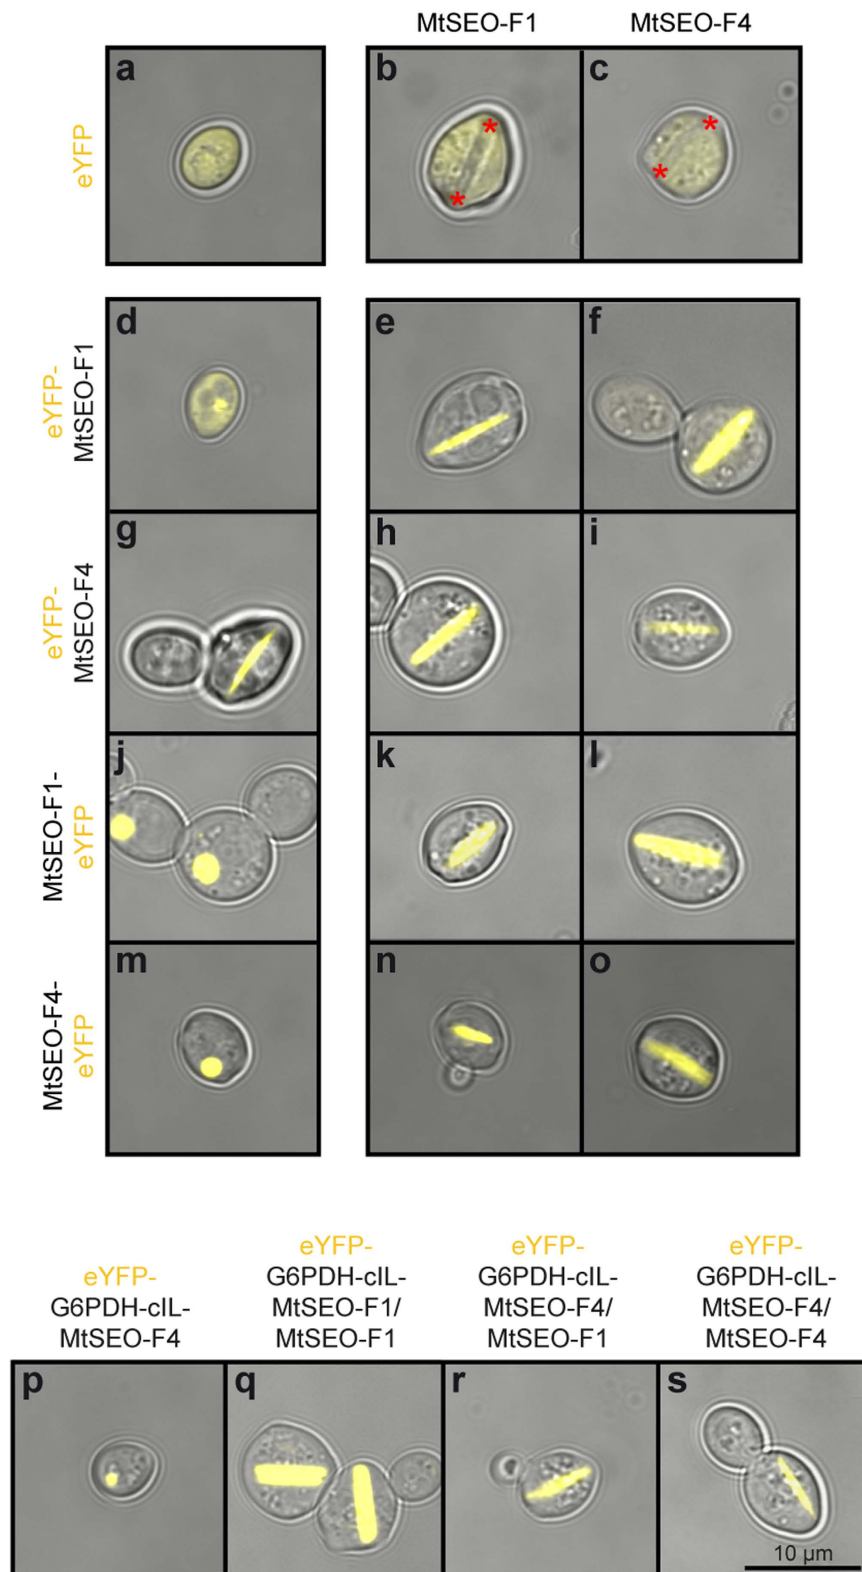 MtSEO-F1 MtSEO-F4
a b c
eYFP
* *
* *
d e f
eYFP-
MtSEO-F1
g h i
eYFP-
MtSEO-F4
j k l
MtSEO-F1-
eYFP
m n o
MtSEO-F4-
eYFP
eYFP-
G6PDH-cIL-
MtSEO-F4
eYFP-
G6PDH-cIL-
MtSEO-F1/
MtSEO-F1
eYFP-
G6PDH-cIL-
MtSEO-F4/
MtSEO-F1
eYFP-
G6PDH-cIL-
MtSEO-F4/
MtSEO-F4
p q r s
10 µm